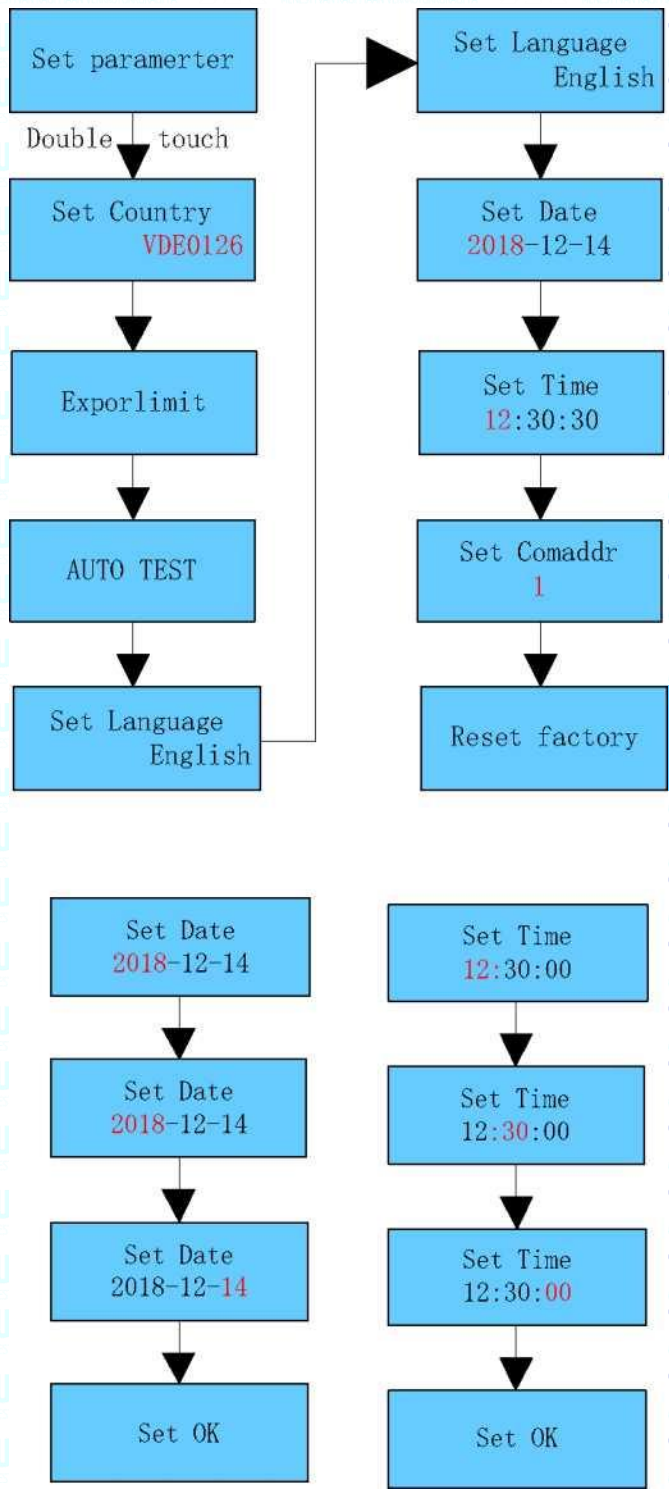 Set paramerter
Double touch
Set Country
VDE0126
Exporlimit
AUTO TEST
Set Language
English
Set Language
English
Set Date
2018-12-14
Set Time
12:30:30
Set Comaddr
1
Reset factory
Set Date
2018-12-14
Set Date
2018-12-14
Set Date
2018-12-14
Set OK
Set Time
12:30:00
Set Time
12:30:00
Set Time
12:30:00
Set OK